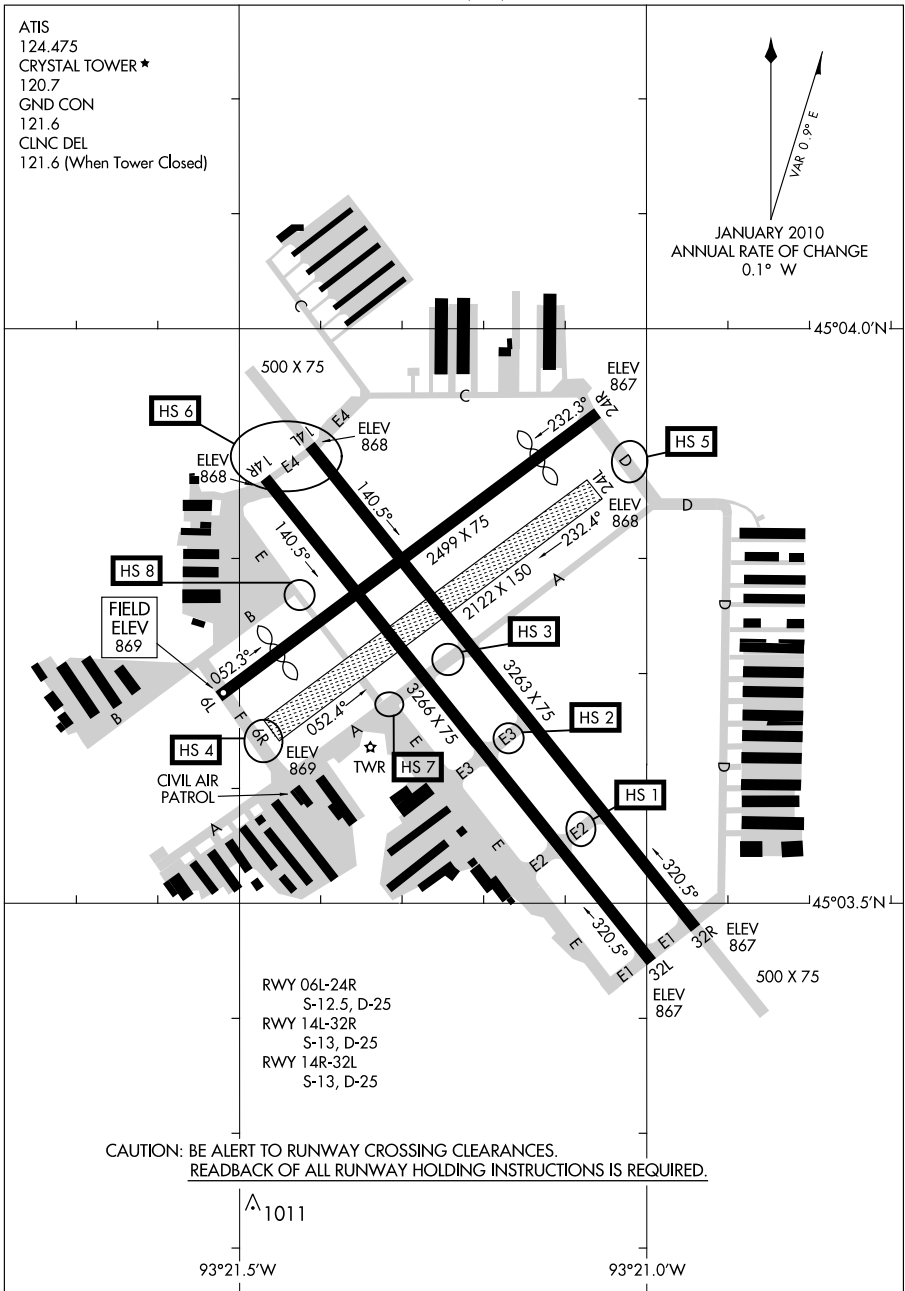 ATIS
124.475
CRYSTAL TOWER ★
120.7
GND CON
121.6
CLNC DEL
121.6 (When Tower Closed)
VAR 0.9° E
JANUARY 2010
ANNUAL RATE OF CHANGE
0.1° W
C
45°04.0'N
500 X 75
ELEV
867
C
24R
HS 6
E4
232.3°
14L
ELEV
868
HS 5
D
ELEV
868
14R
E4
24L
ELEV
868
D
140.5°
140.5°
2499 X 75
232.4°
E
2122 X 150
A
HS 8
B
D
FIELD
ELEV
869
HS 3
052.3°
6L
B
F
6R
052.4°
3266 X 75
3263 X 75
HS 2
E3
HS 4
ELEV
869
A
TWR
HS 7
E
E3
D
CIVIL AIR
PATROL
HS 1
E2
A
E
E2
320.5°
45°03.5'N
320.5°
E
E1
32R
ELEV
867
E1
32L
ELEV
867
500 X 75
RWY 06L-24R
S-12.5, D-25
RWY 14L-32R
S-13, D-25
RWY 14R-32L
S-13, D-25
CAUTION: BE ALERT TO RUNWAY CROSSING CLEARANCES.
READBACK OF ALL RUNWAY HOLDING INSTRUCTIONS IS REQUIRED.
1011
93°21.5'W
93°21.0'W